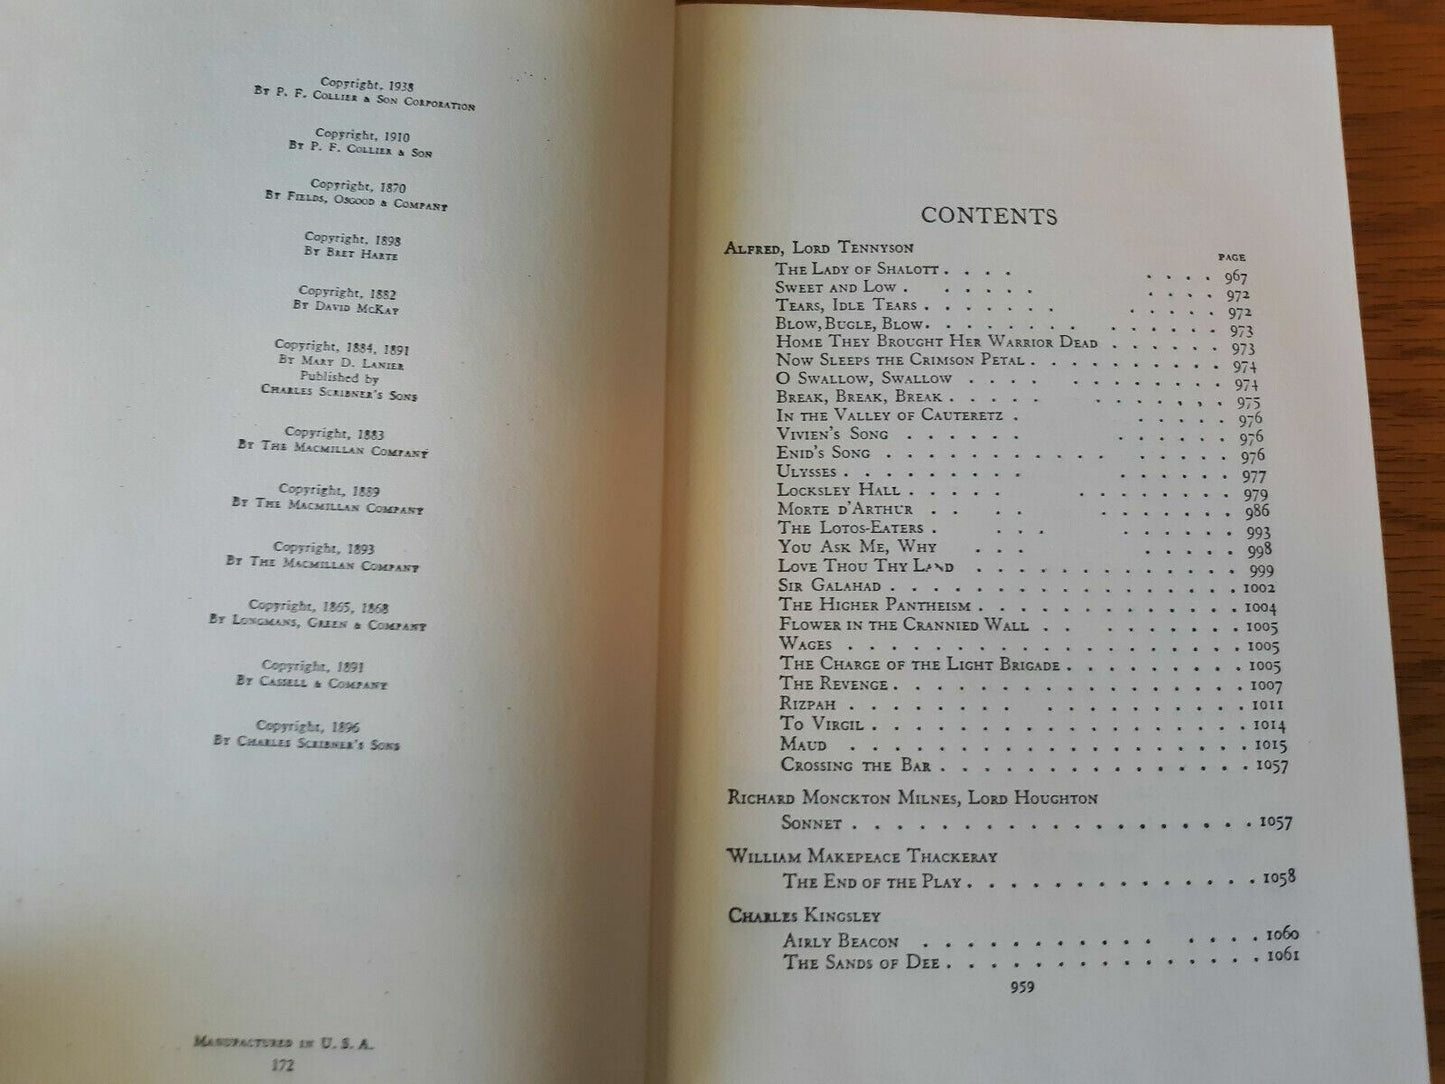 Copyright, 1938
By P. F. Collier & Son Corporation
Copyright, 1910
By P. F. Collier & Son
Copyright, 1870
By Fields, Osgood & Company
Copyright, 1898
By Bret Harte
Copyright, 1882
By David McKay
Copyright, 1884, 1891
By Mary D. Lanier
Published by
Charles Scribner's Sons
Copyright, 1883
By The Macmillan Company
Copyright, 1889
By The Macmillan Company
Copyright, 1893
By The Macmillan Company
Copyright, 1865, 1868
By Longmans, Green & Company
Copyright, 1891
By Cassell & Company
Copyright, 1896
By Charles Scribner's Sons
Manufactured in U. S. A.
172
CONTENTS
Alfred, Lord Tennyson
PAGE
The Lady of Shalott . . . . . . . . 967
Sweet and Low . . . . . . . . . 972
Tears, Idle Tears . . . . . . . . . . . 972
Blow, Bugle, Blow . . . . . . . . . . . . . 973
Home They Brought Her Warrior Dead . . . . . . 973
Now Sleeps the Crimson Petal . . . . . . . . . . 974
O Swallow, Swallow . . . . . . . . . . . 974
Break, Break, Break . . . . . . . . . . . 975
In the Valley of Cauteretz . . . . . . 976
Vivien's Song . . . . . . . . . . . 976
Enid's Song . . . . . . . . . . . . . . . 976
Ulysses . . . . . . . . . . . . . . 977
Locksley Hall . . . . . . . . . . . . 979
Morte d'Arthur . . . . . . . . . . . 986
The Lotos-Eaters . . . . . . . . . . 993
You Ask Me, Why . . . . . . . . 998
Love Thou Thy Land . . . . . . . . . . . . 999
Sir Galahad . . . . . . . . . . . . . . . . 1002
The Higher Pantheism . . . . . . . . . . . . 1004
Flower in the Crannied Wall . . . . . . . . 1005
Wages . . . . . . . . . . . . . . . . . . 1005
The Charge of the Light Brigade . . . . . . . . 1005
The Revenge . . . . . . . . . . . . . . . . 1007
Rizpah . . . . . . . . . . . . . . . . 1011
To Virgil . . . . . . . . . . . . . . . . . 1014
Maud . . . . . . . . . . . . . . . . . . 1015
Crossing the Bar . . . . . . . . . . . . . . 1057
Richard Monckton Milnes, Lord Houghton
Sonnet . . . . . . . . . . . . . . . . . . 1057
William Makepeace Thackeray
The End of the Play . . . . . . . . . . . . . . 1058
Charles Kingsley
Airly Beacon . . . . . . . . . . . . . . . 1060
The Sands of Dee . . . . . . . . . . . . . . 1061
959